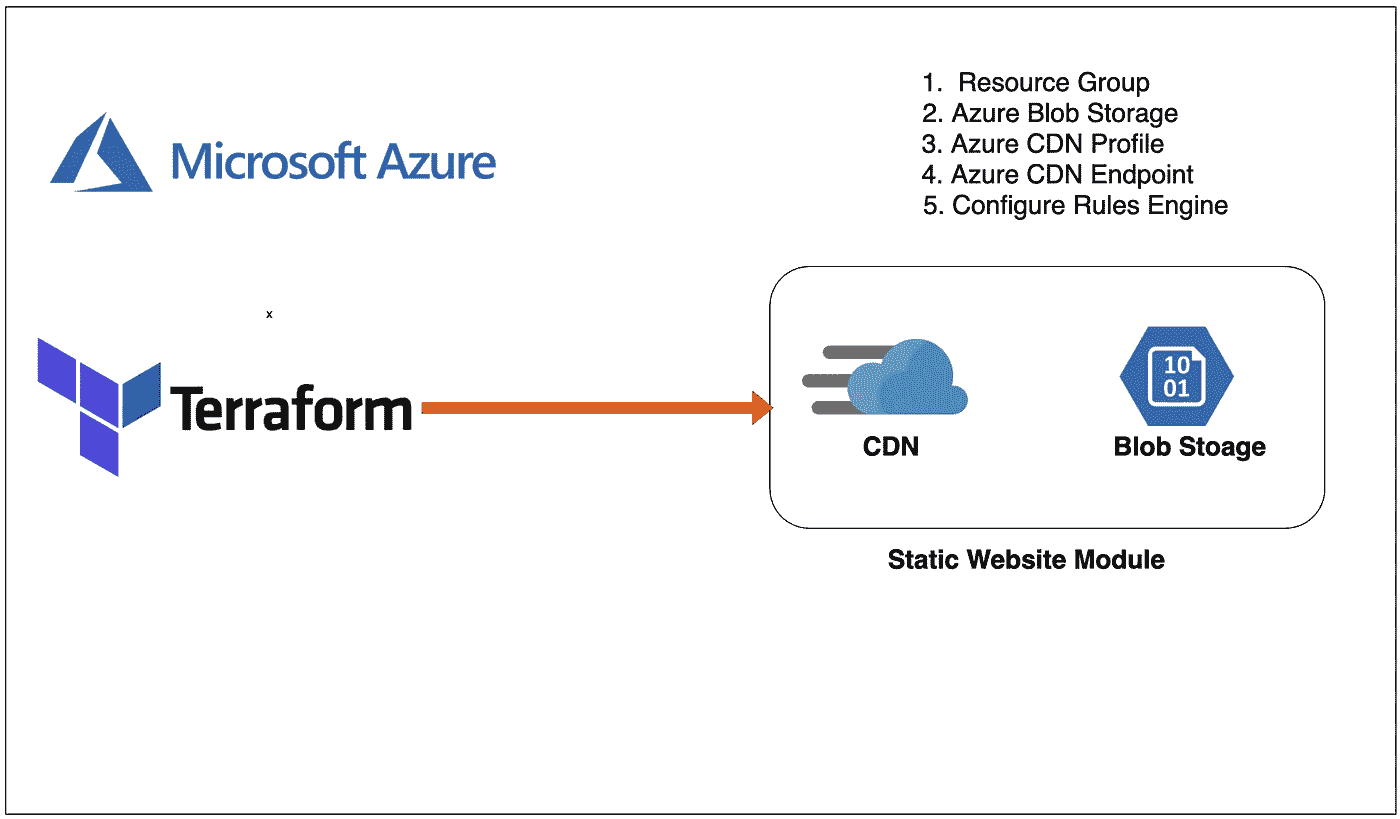 1. Resource Group
2. Azure Blob Storage
3. Azure CDN Profile
4. Azure CDN Endpoint
5. Configure Rules Engine
Microsoft Azure
x
Terraform
10
01
CDN
Blob Stoage
Static Website Module